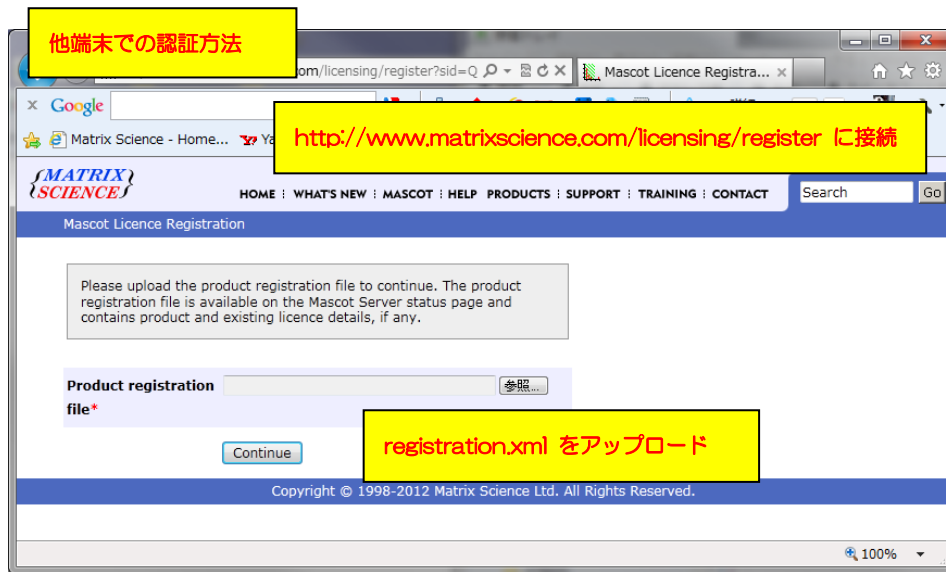 他端末での認証方法
om/licensing/register?sid=Q
Mascot Licence Registra...
Google
Matrix Science - Home...
http://www.matrixscience.com/licensing/register に接続
{MATRIX}
{SCIENCE}
HOME : WHAT'S NEW : MASCOT : HELP PRODUCTS : SUPPORT : TRAINING : CONTACT
Search
Go
Mascot Licence Registration
Please upload the product registration file to continue. The product
registration file is available on the Mascot Server status page and
contains product and existing licence details, if any.
Product registration
参照...
file*
registration.xml をアップロード
Continue
Copyright © 1998-2012 Matrix Science Ltd. All Rights Reserved.
100%